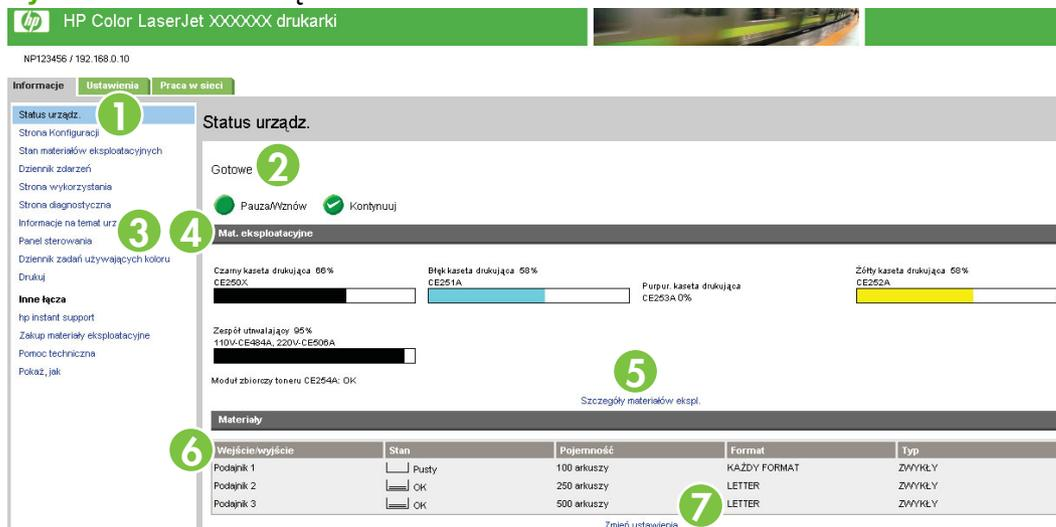 hp HP Color LaserJet XXXXXX drukarki
NP123456 / 192.168.0.10
Informacje Ustawienia Praca w sieci
Status urządz.
1
Strona Konfiguracji
Stan materiałów eksploatacyjnych
Dziennik zdarzeń
Strona wykorzystania
Strona diagnostyczna
Informacje na temat urz
3
Panel sterowania
Dziennik zadań używających koloru
Drukuj
Inne łącza
hp instant support
Zakup materiały eksploatacyjne
Pomoc techniczna
Pokaż, jak
Status urządz.
Gotowe 2
Pauza/Wznów Kontynuuj
4 Mat. eksploatacyjne
Czarny kaseta drukująca 66%
CE250X
Błęk kaseta drukująca 58%
CE251A
Purpur. kaseta drukująca
CE253A 0%
Żółty kaseta drukująca 58%
CE252A
Zespół utrwalający 95%
110V-CE484A, 220V-CE506A
Moduł zbiorczy toneru CE254A: OK
5
Szczegóły materiałów ekspl.
Materiały
6 Wejście/wyjście Stan Pojemność Format Typ
Podajnik 1 Pusty 100 arkuszy KAŻDY FORMAT ZWYKŁY
Podajnik 2 OK 250 arkuszy LETTER ZWYKŁY
Podajnik 3 OK 500 arkuszy LETTER ZWYKŁY
Zmień ustawienia 7